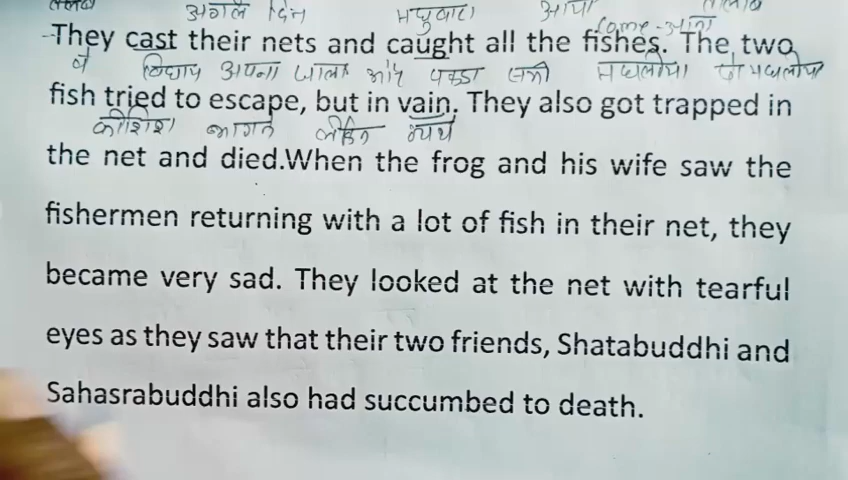 तालाब अगले दिन मछुवारा आया तालाब
come - आना
They cast their nets and caught all the fishes. The two
वे बिछाए अपना जाल और पकडा सभी मछलीया दो मछलीया
fish tried to escape, but in vain. They also got trapped in
कोशिश भागने लेकिन व्यर्थ
the net and died.When the frog and his wife saw the
fishermen returning with a lot of fish in their net, they
became very sad. They looked at the net with tearful
eyes as they saw that their two friends, Shatabuddhi and
Sahasrabuddhi also had succumbed to death.